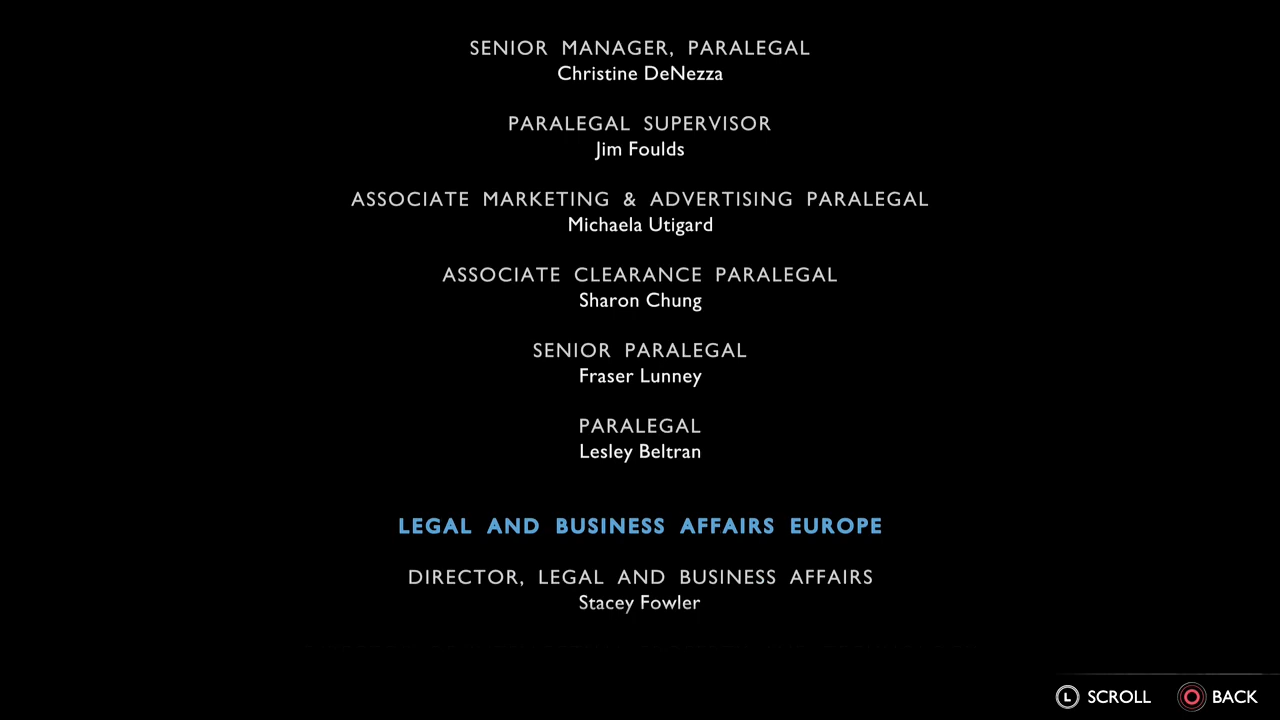 SENIOR MANAGER, PARALEGAL
Christine DeNezza
PARALEGAL SUPERVISOR
Jim Foulds
ASSOCIATE MARKETING & ADVERTISING PARALEGAL
Michaela Utigard
ASSOCIATE CLEARANCE PARALEGAL
Sharon Chung
SENIOR PARALEGAL
Fraser Lunney
PARALEGAL
Lesley Beltran
LEGAL AND BUSINESS AFFAIRS EUROPE
DIRECTOR, LEGAL AND BUSINESS AFFAIRS
Stacey Fowler
L SCROLL BACK